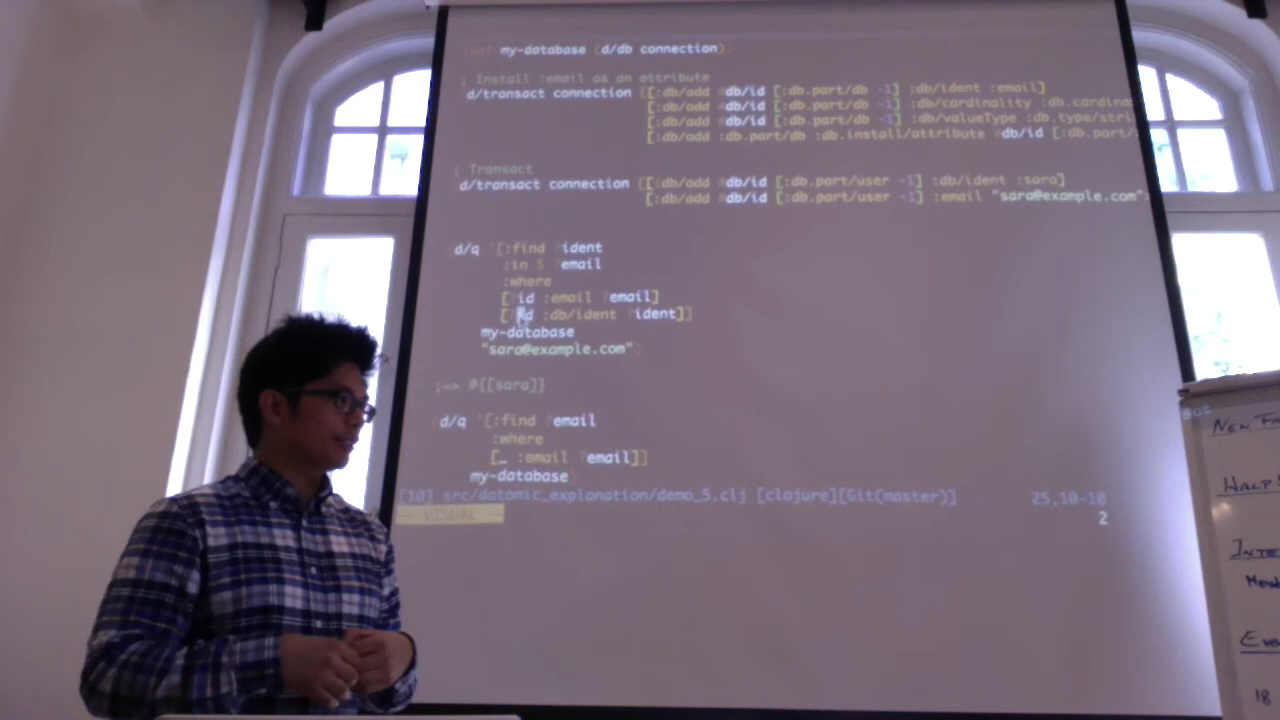 my-database (d/db connection)
; Install :email as an attribute
d/transact connection [[:db/add #db/id [:db.part/db -1] :db/ident :email]
[:db/add #db/id [:db.part/db -1] :db/cardinality :db.cardina
[:db/add #db/id [:db.part/db -1] :db/valueType :db.type/stri
[:db/add :db.part/db :db.install/attribute #db/id [:db.part/
; Transact
d/transact connection [[:db/add #db/id [:db.part/user -1] :db/ident :sara]
[:db/add #db/id [:db.part/user -1] :email "sara@example.com"
d/q '[:find ?ident
:in $ ?email
:where
[?id :email ?email]
[?id :db/ident ?ident]]
my-database
"sara@example.com")
;=> #{[sara]}
d/q '[:find ?email
:where
[_ :email ?email]]
my-database)
[10] src/datomic_explanation/demo_5.clj [clojure][Git(master)] 25,10-10
-- VISUAL -- 2
New
Halp!
Inte
Eve
18